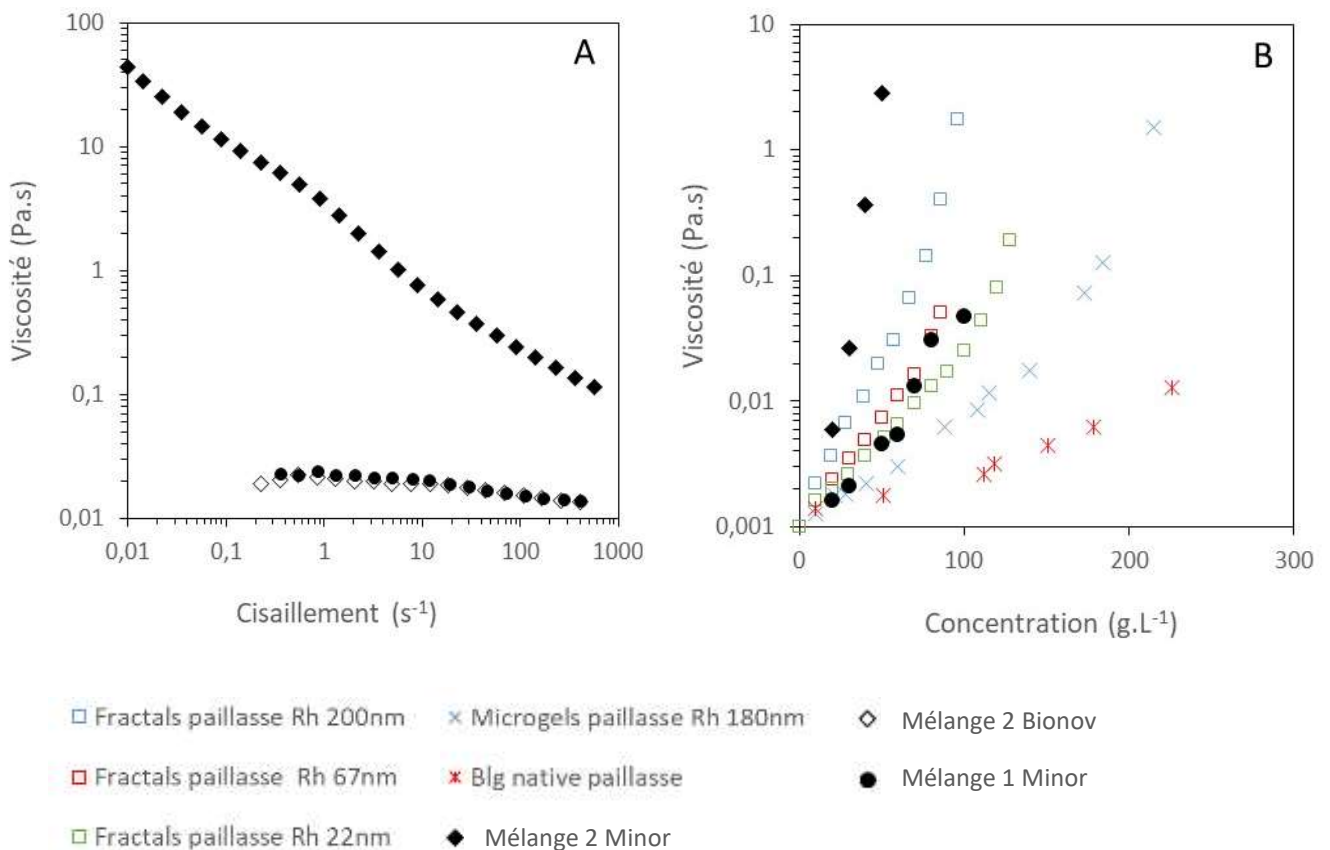 A
Viscosité (Pa.s)
100
10
1
0,1
0,01
0,01 0,1 1 10 100 1000
Cisaillement (s-1)
B
Viscosité (Pa.s)
10
1
0,1
0,01
0,001
0 100 200 300
Concentration (g.L-1)
Fractals paillasse Rh 200nm
Microgels paillasse Rh 180nm
Mélange 2 Bionov
Fractals paillasse Rh 67nm
Blg native paillasse
Mélange 1 Minor
Fractals paillasse Rh 22nm
Mélange 2 Minor